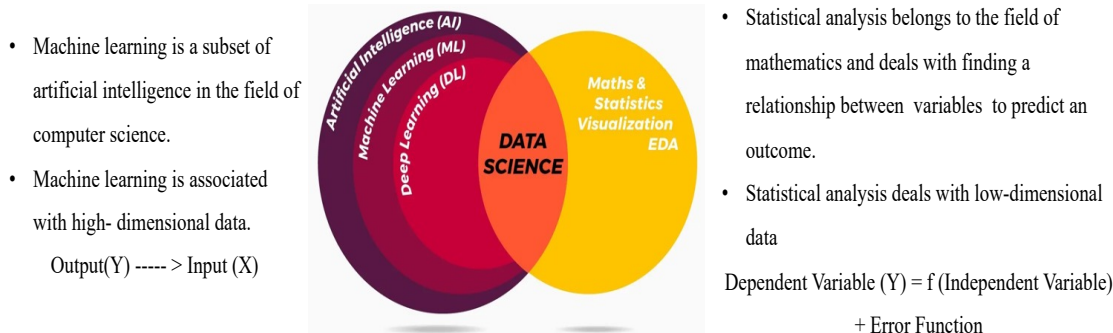 • Machine learning is a subset of
artificial intelligence in the field of
computer science.
• Machine learning is associated
with high- dimensional data.
Output(Y) ----- > Input (X)
Artificial Intelligence (AI)
Machine Learning (ML)
Deep Learning (DL)
DATA
SCIENCE
Maths &
Statistics
Visualization
EDA
• Statistical analysis belongs to the field of
mathematics and deals with finding a
relationship between variables to predict an
outcome.
• Statistical analysis deals with low-dimensional
data
Dependent Variable (Y) = f (Independent Variable)
+ Error Function